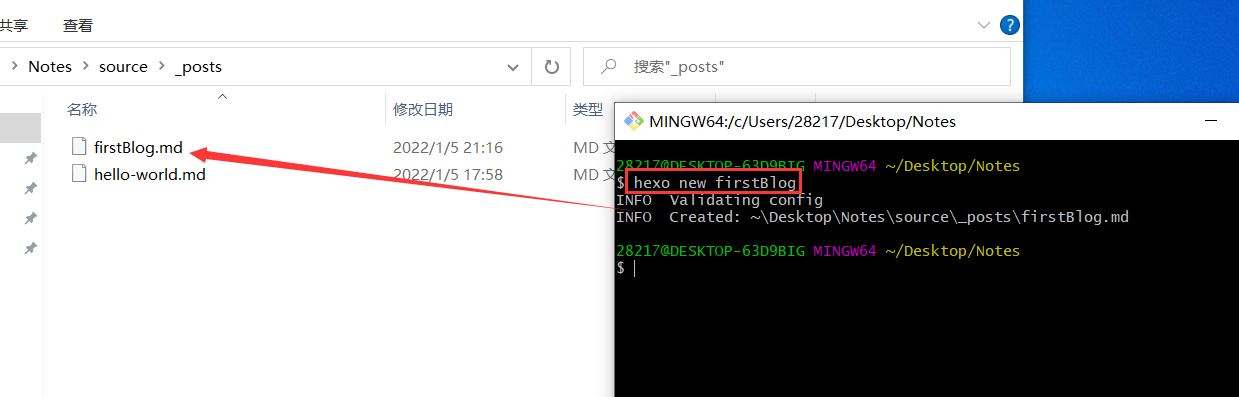 共享 查看
Notes source _posts
搜索"_posts"
名称 修改日期 类型
firstBlog.md 2022/1/5 21:16 MD 文
hello-world.md 2022/1/5 17:58 MD 文
MINGW64:/c/Users/28217/Desktop/Notes
28217@DESKTOP-63D9BIG MINGW64 ~/Desktop/Notes
$ hexo new firstBlog
INFO Validating config
INFO Created: ~\Desktop\Notes\source\_posts\firstBlog.md
28217@DESKTOP-63D9BIG MINGW64 ~/Desktop/Notes
$